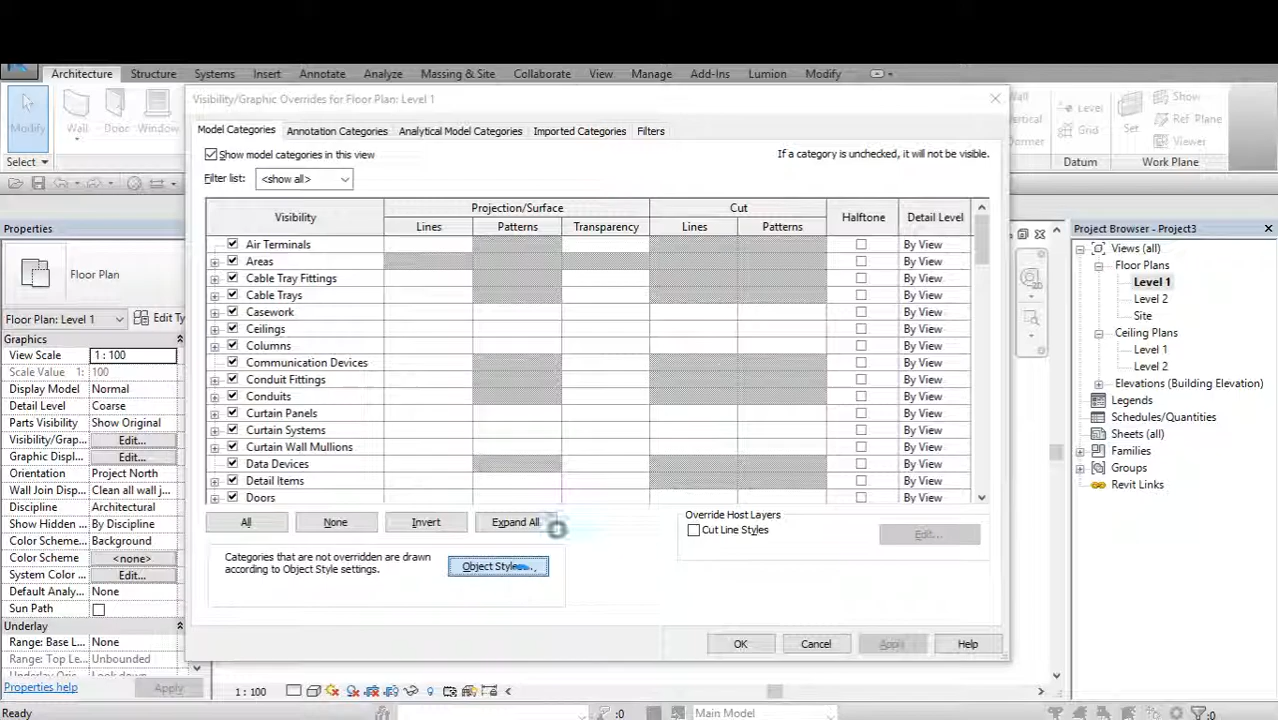 Architecture Structure Systems Insert Annotate Analyze Massing & Site Collaborate View Manage Add-Ins Lumion Modify
Modify Wall Door Window
Select
Wall Vertical Dormer
Level Grid
Datum
Set Show Ref Plane Viewer
Work Plane
Visibility/Graphic Overrides for Floor Plan: Level 1
Model Categories Annotation Categories Analytical Model Categories Imported Categories Filters
Show model categories in this view
If a category is unchecked, it will not be visible.
Filter list: <show all>
Visibility Projection/Surface Cut Halftone Detail Level
Lines Patterns Transparency Lines Patterns
Air Terminals By View
Areas By View
Cable Tray Fittings By View
Cable Trays By View
Casework By View
Ceilings By View
Columns By View
Communication Devices By View
Conduit Fittings By View
Conduits By View
Curtain Panels By View
Curtain Systems By View
Curtain Wall Mullions By View
Data Devices By View
Detail Items By View
Doors By View
All None Invert Expand All
Categories that are not overridden are drawn
according to Object Style settings.
Object Styles...
Override Host Layers
Cut Line Styles
Edit...
OK Cancel Apply Help
Properties
Floor Plan
Floor Plan: Level 1 Edit Ty
Graphics
View Scale 1 : 100
Scale Value 1: 100
Display Model Normal
Detail Level Coarse
Parts Visibility Show Original
Visibility/Grap... Edit...
Graphic Displ... Edit...
Orientation Project North
Wall Join Disp... Clean all wall j...
Discipline Architectural
Show Hidden ... By Discipline
Color Scheme ... Background
Color Scheme <none>
System Color ... Edit...
Default Analy... None
Sun Path
Underlay
Range: Base L... None
Range: Top Le... Unbounded
Properties help Apply
Project Browser - Project3
Views (all)
Floor Plans
Level 1
Level 2
Site
Ceiling Plans
Level 1
Level 2
Elevations (Building Elevation)
Legends
Schedules/Quantities
Sheets (all)
Families
Groups
Revit Links
1 : 100
Ready :0 Main Model :0